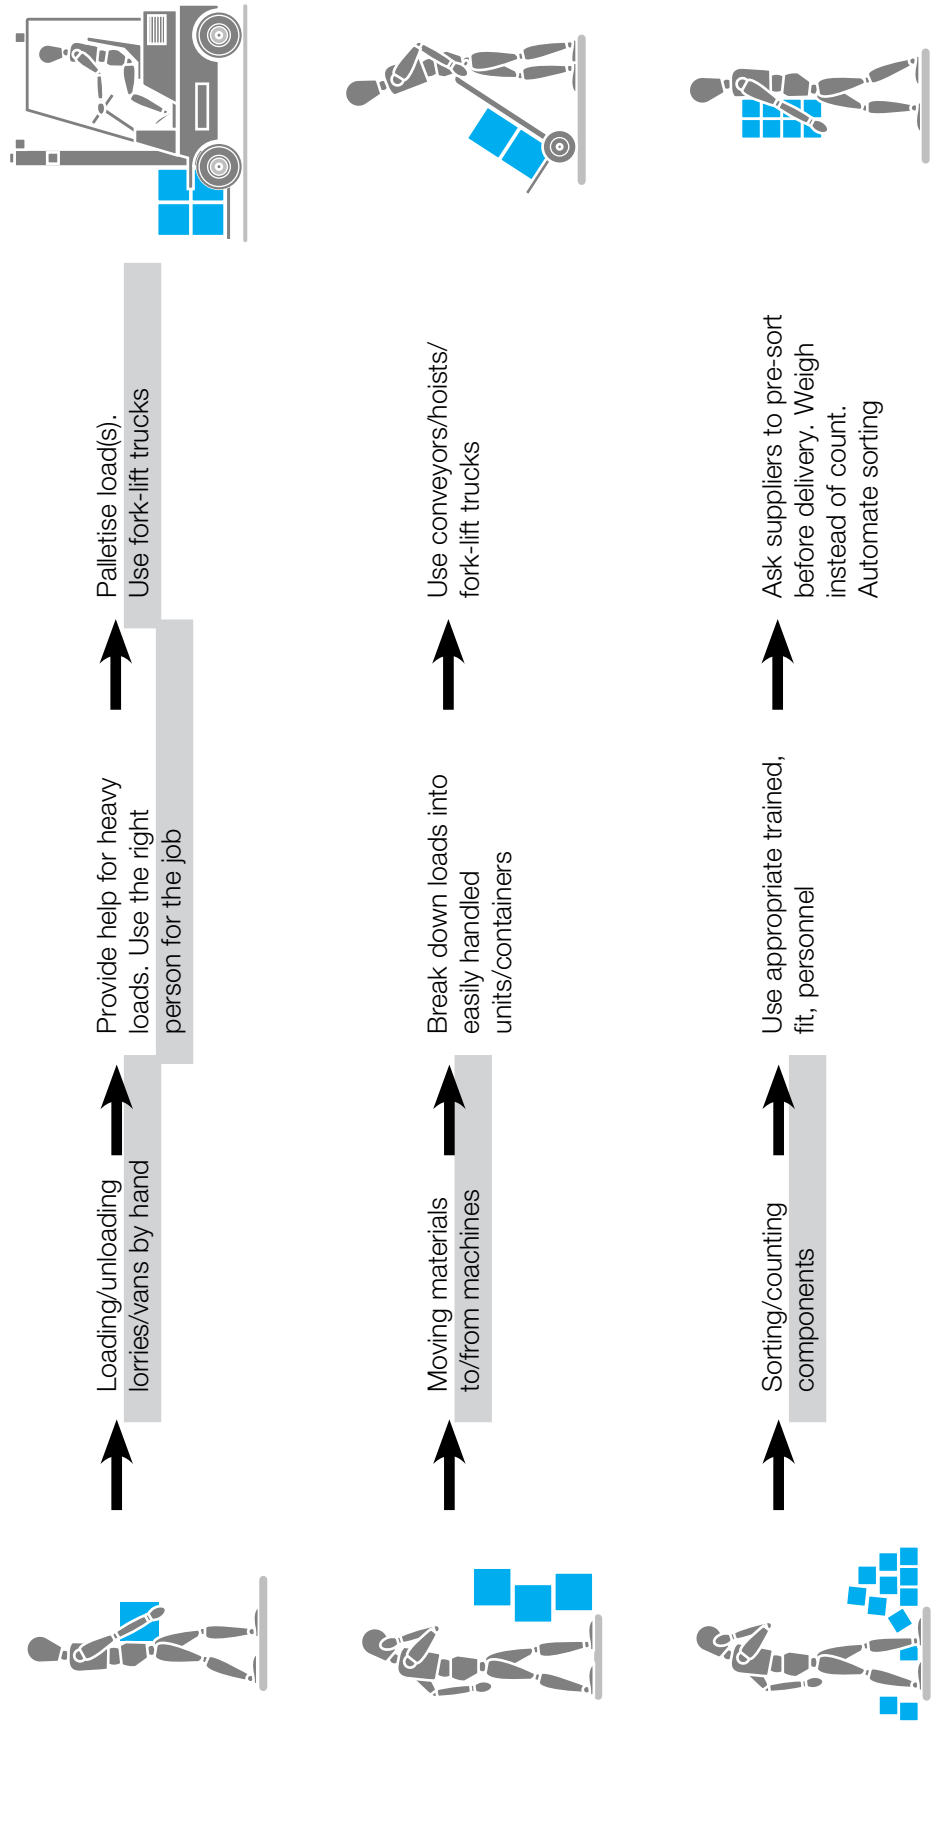 Loading/unloading
lorries/vans by hand
Provide help for heavy
loads. Use the right
person for the job
Palletise load(s).
Use fork-lift trucks
Moving materials
to/from machines
Break down loads into
easily handled
units/containers
Use conveyors/hoists/
fork-lift trucks
Sorting/counting
components
Use appropriate trained,
fit, personnel
Ask suppliers to pre-sort
before delivery. Weigh
instead of count.
Automate sorting